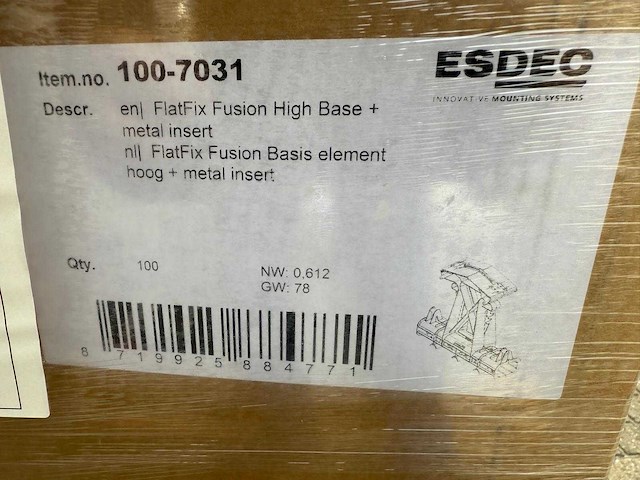 Item.no. 100-7031
ESDEC
INNOVATIVE MOUNTING SYSTEMS
Descr. en| FlatFix Fusion High Base +
metal insert
nl| FlatFix Fusion Basis element
hoog + metal insert
Qty. 100
NW: 0,612
GW: 78
8 719925 884771